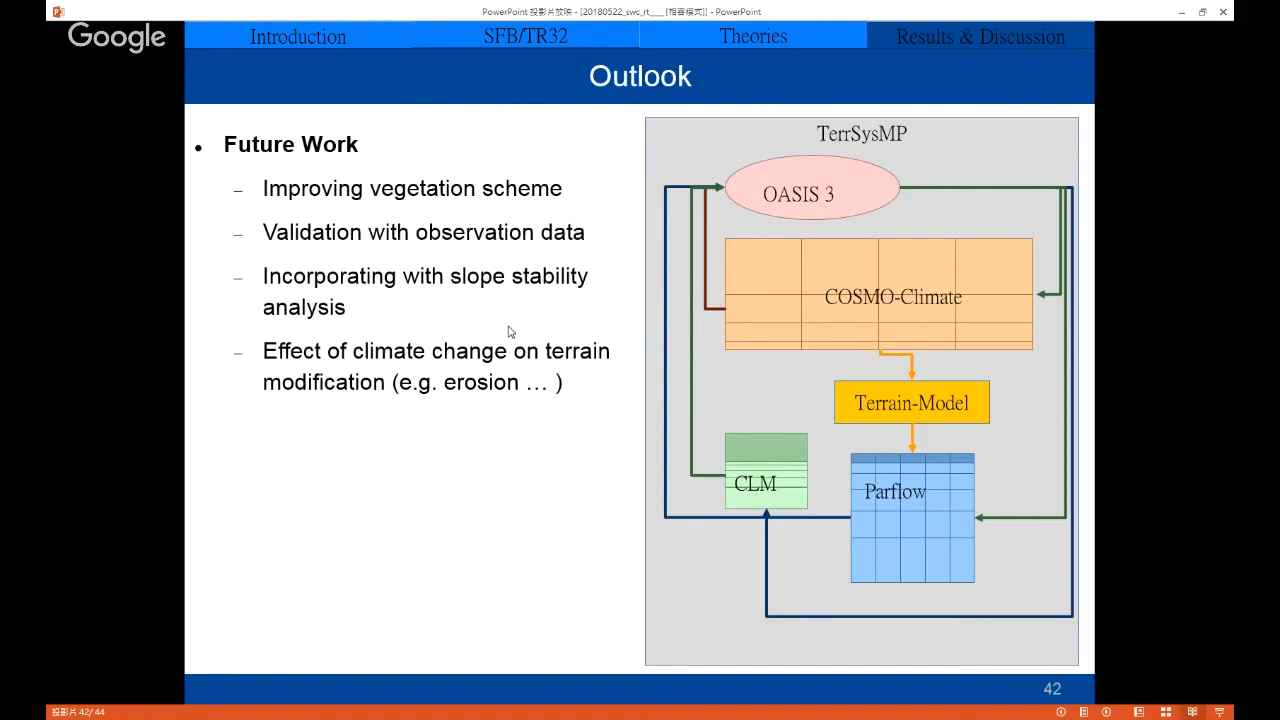 PowerPoint 投影片放映 - [20180522_swc_rt___ [相容模式]] - PowerPoint
Google
Introduction
SFB/TR32
Theories
Results & Discussion
Outlook
• Future Work
– Improving vegetation scheme
– Validation with observation data
– Incorporating with slope stability
analysis
– Effect of climate change on terrain
modification (e.g. erosion … )
TerrSysMP
OASIS 3
COSMO-Climate
Terrain-Model
CLM
Parflow
42
投影片 42/ 44